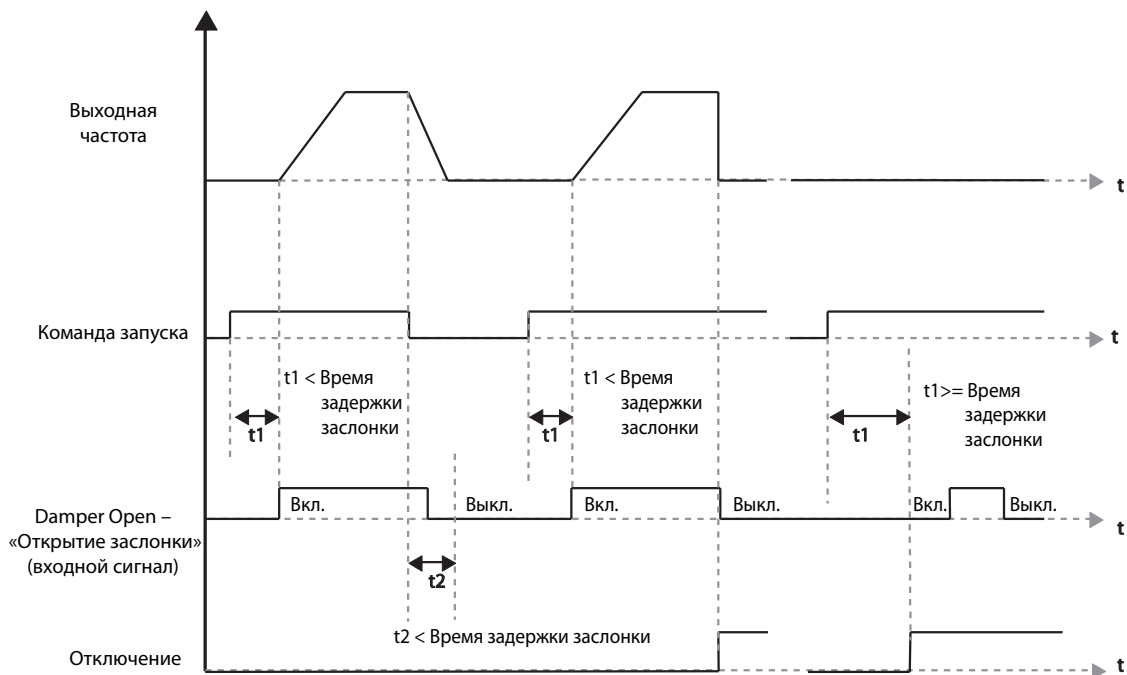 Выходная
частота
t
Команда запуска
t
t1 < Время
задержки
заслонки
t1
t1 < Время
задержки
заслонки
t1
t1>= Время
задержки
заслонки
t1
Damper Open –
«Открытие заслонки»
(входной сигнал)
Вкл.
Выкл.
Вкл.
Выкл.
Вкл.
Выкл.
t
t2
t2 < Время задержки заслонки
Отключение
t